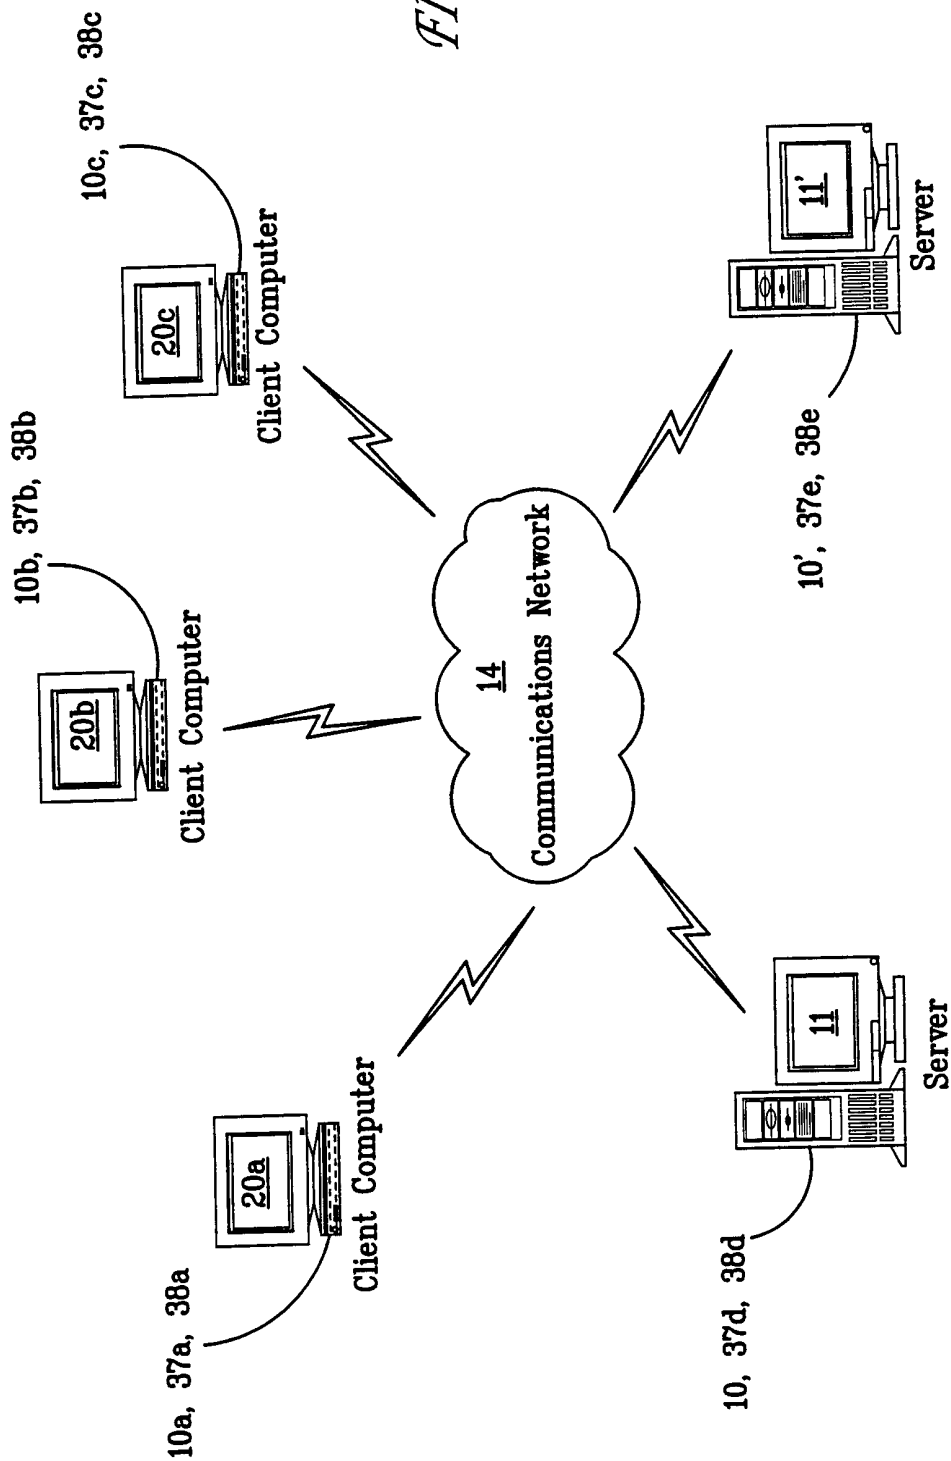 10a, 37a, 38a
20a
Client Computer
10b, 37b, 38b
20b
Client Computer
10c, 37c, 38c
20c
Client Computer
14
Communications Network
10, 37d, 38d
11
Server
10', 37e, 38e
11'
Server